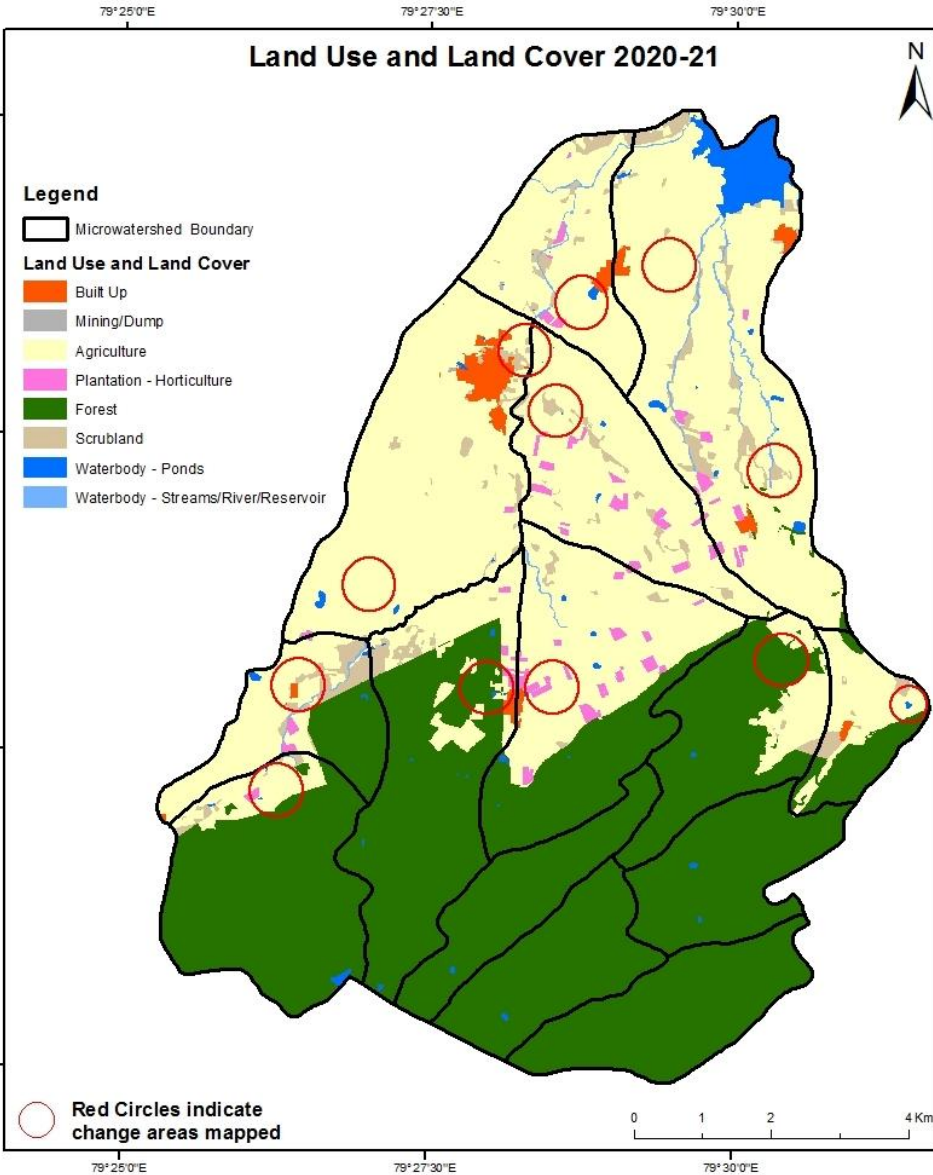 79°25'0"E
79°27'30"E
79°30'0"E
Land Use and Land Cover 2020-21
N
Legend
Microwatershed Boundary
Land Use and Land Cover
Built Up
Mining/Dump
Agriculture
Plantation - Horticulture
Forest
Scrubland
Waterbody - Ponds
Waterbody - Streams/River/Reservoir
Red Circles indicate
change areas mapped
0 1 2 4 Km
79°25'0"E
79°27'30"E
79°30'0"E